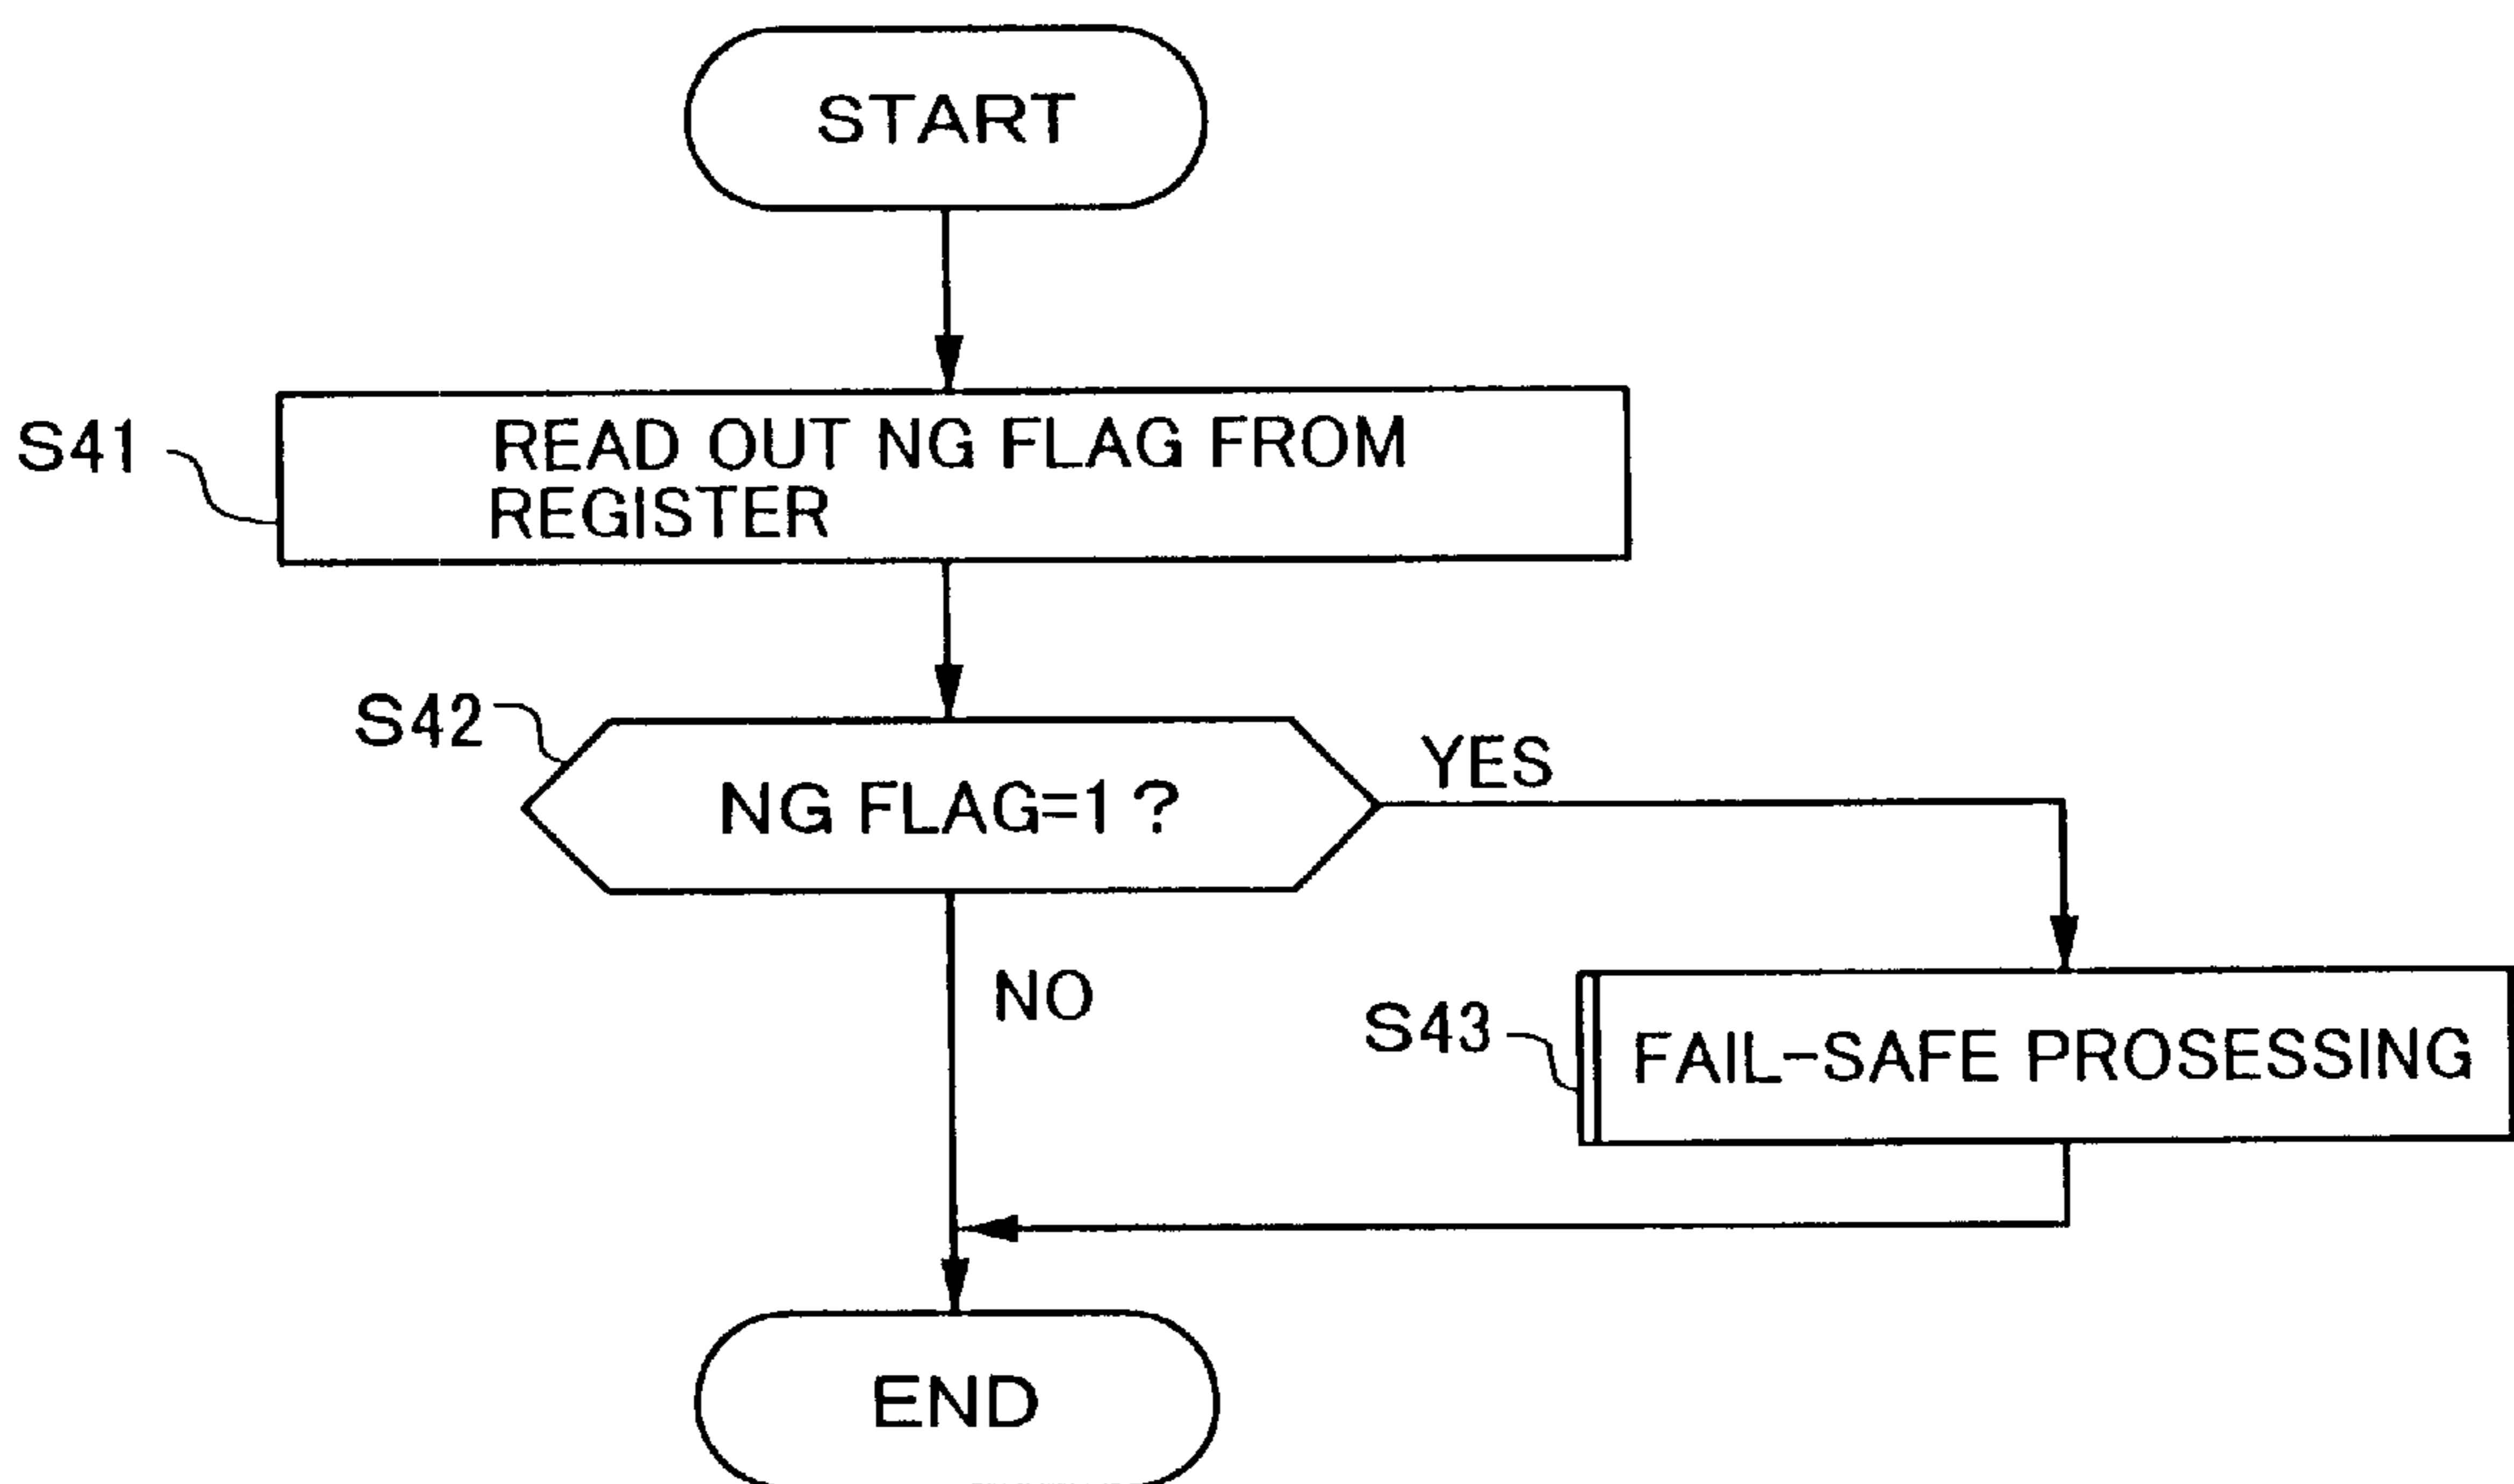 START
S41
READ OUT NG FLAG FROM
REGISTER
S42
NG FLAG=1 ?
YES
NO
S43
FAIL-SAFE PROSESSING
END